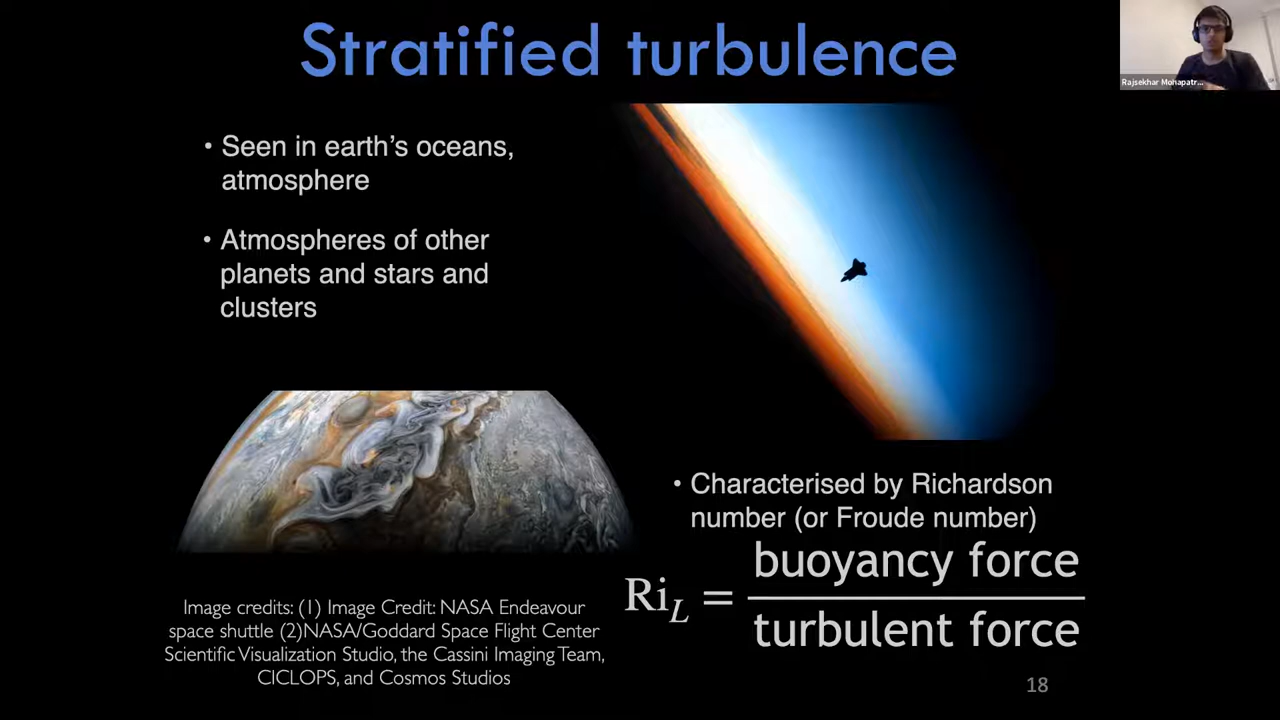 Stratified turbulence
Rajsekhar Mohapatr...
• Seen in earth's oceans,
atmosphere
• Atmospheres of other
planets and stars and
clusters
• Characterised by Richardson
number (or Froude number)
Ri_L = buoyancy force
turbulent force
Image credits: (1) Image Credit: NASA Endeavour
space shuttle (2)NASA/Goddard Space Flight Center
Scientific Visualization Studio, the Cassini Imaging Team,
CICLOPS, and Cosmos Studios
18